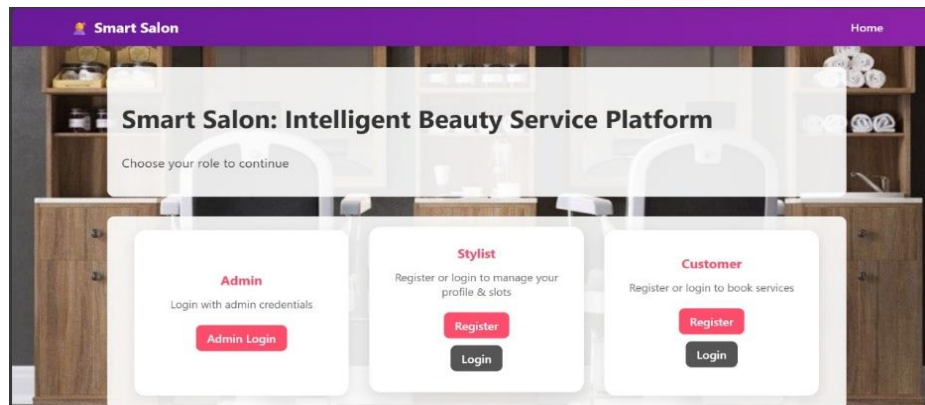 Smart Salon
Home
Smart Salon: Intelligent Beauty Service Platform
Choose your role to continue
Admin
Login with admin credentials
Admin Login
Stylist
Register or login to manage your
profile & slots
Register
Login
Customer
Register or login to book services
Register
Login